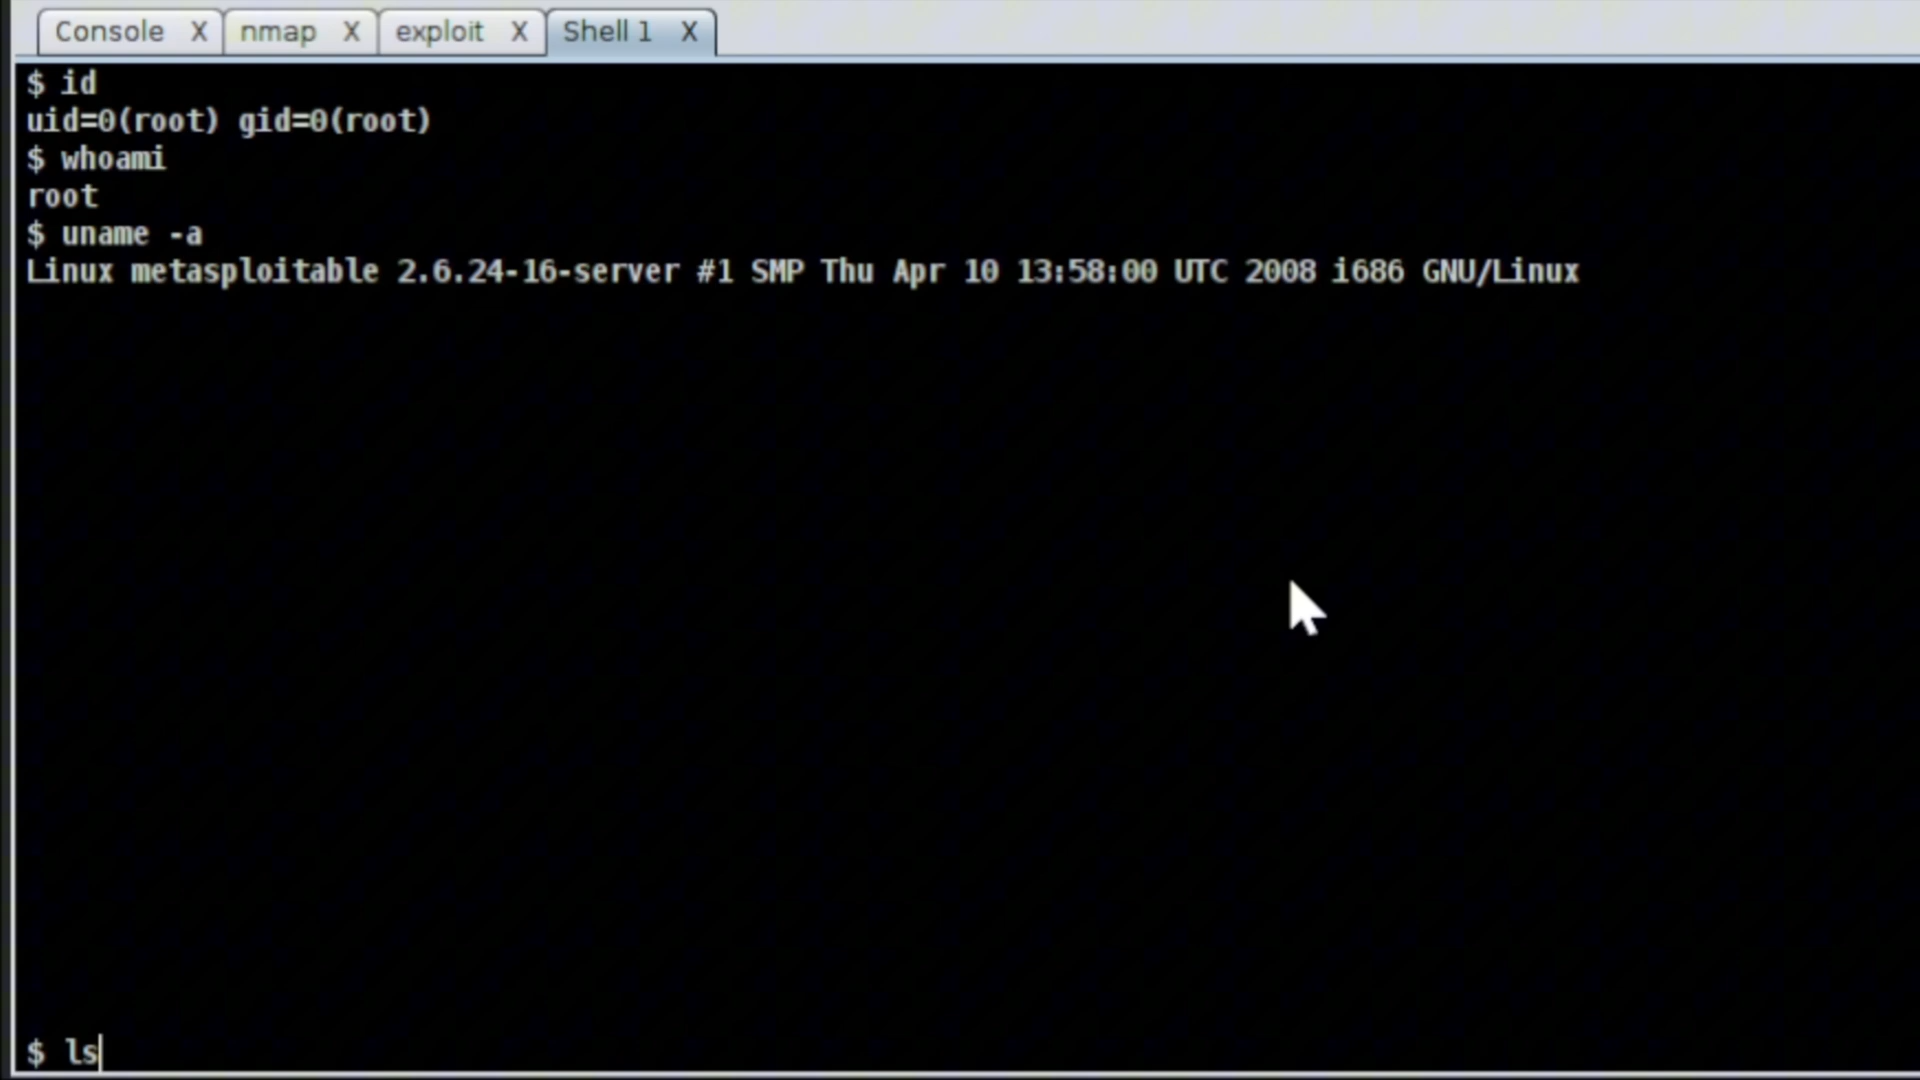 Console X nmap X exploit X Shell 1 X
$ id
uid=0(root) gid=0(root)
$ whoami
root
$ uname -a
Linux metasploitable 2.6.24-16-server #1 SMP Thu Apr 10 13:58:00 UTC 2008 i686 GNU/Linux
$ ls